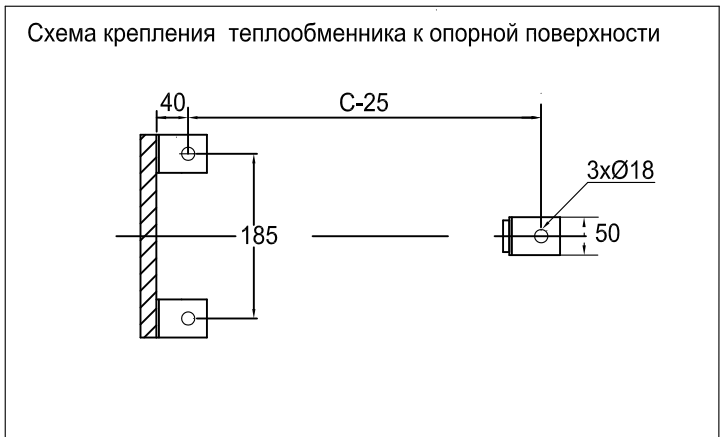 Схема крепления теплообменника к опорной поверхности
40
С-25
3xØ18
185
50